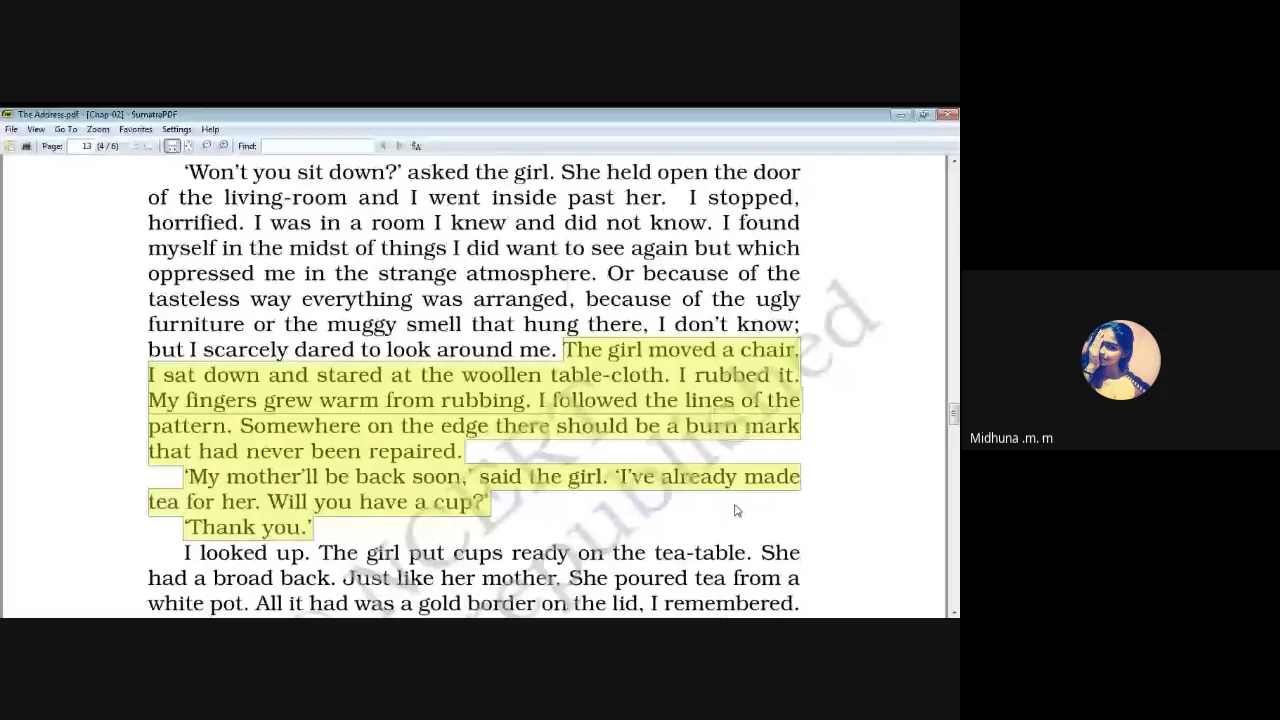 The Address.pdf - [Chap-02] - SumatraPDF
File View Go To Zoom Favorites Settings Help
Page: 13 (4 / 6) Find:
‘Won’t you sit down?’ asked the girl. She held open the door
of the living-room and I went inside past her. I stopped,
horrified. I was in a room I knew and did not know. I found
myself in the midst of things I did want to see again but which
oppressed me in the strange atmosphere. Or because of the
tasteless way everything was arranged, because of the ugly
furniture or the muggy smell that hung there, I don’t know;
but I scarcely dared to look around me. The girl moved a chair.
I sat down and stared at the woollen table-cloth. I rubbed it.
My fingers grew warm from rubbing. I followed the lines of the
pattern. Somewhere on the edge there should be a burn mark
that had never been repaired.
‘My mother’ll be back soon,’ said the girl. ‘I’ve already made
tea for her. Will you have a cup?’
‘Thank you.’
I looked up. The girl put cups ready on the tea-table. She
had a broad back. Just like her mother. She poured tea from a
white pot. All it had was a gold border on the lid, I remembered.
NCERT
republished
Midhuna .m. m